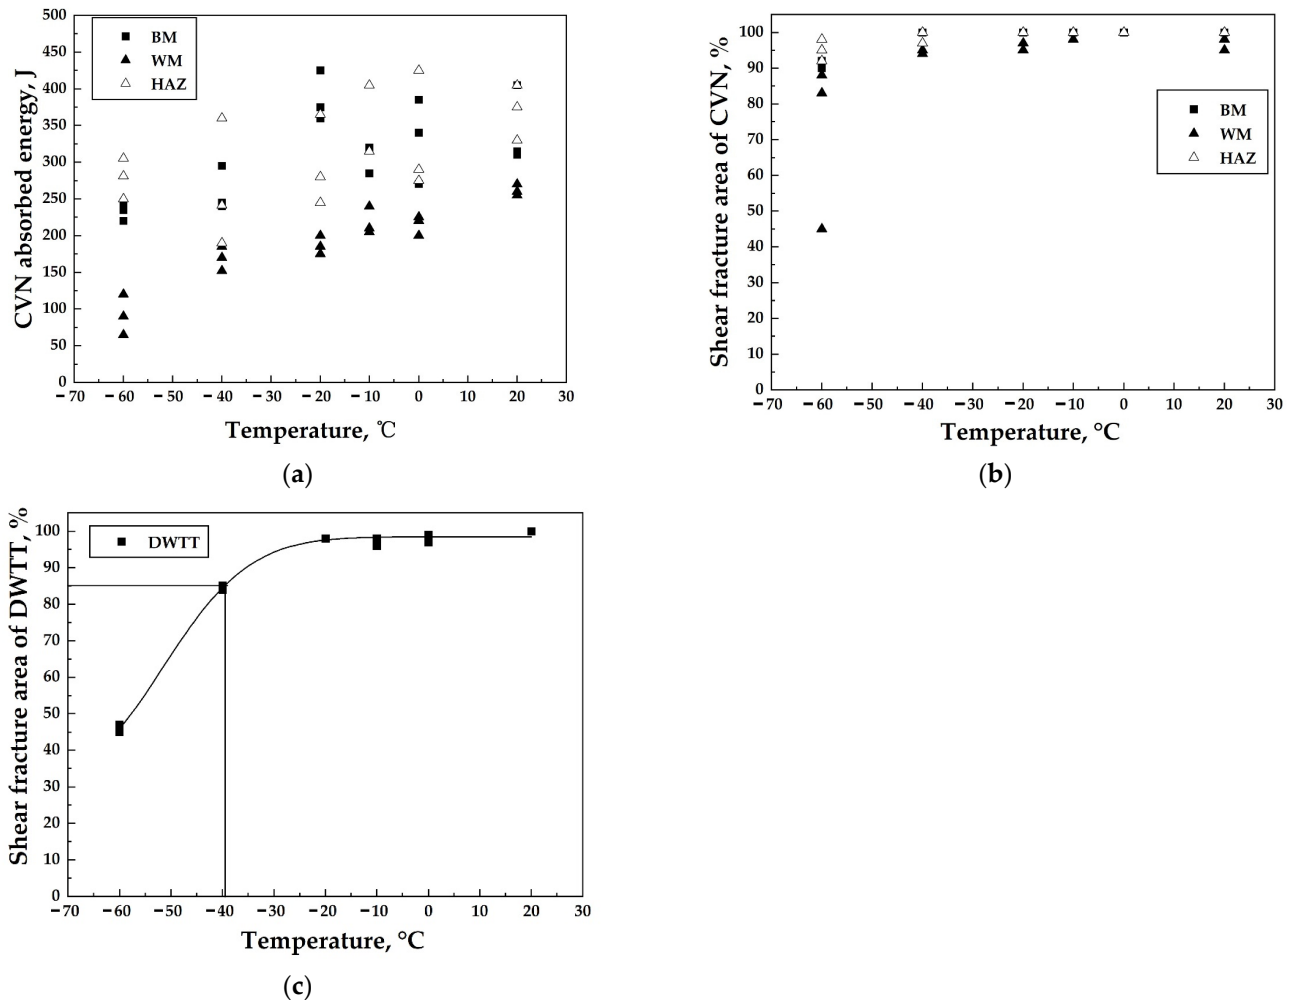 500
450
400
350
300
250
200
150
100
50
0
CVN absorbed energy, J
BM
WM
HAZ
−70 −60 −50 −40 −30 −20 −10 0 10 20 30
Temperature, ℃
(a)
100
90
80
70
60
50
40
30
20
10
0
Shear fracture area of CVN, %
BM
WM
HAZ
−70 −60 −50 −40 −30 −20 −10 0 10 20 30
Temperature, °C
(b)
100
90
80
70
60
50
40
30
20
10
0
Shear fracture area of DWTT, %
DWTT
−70 −60 −50 −40 −30 −20 −10 0 10 20 30
Temperature, °C
(c)